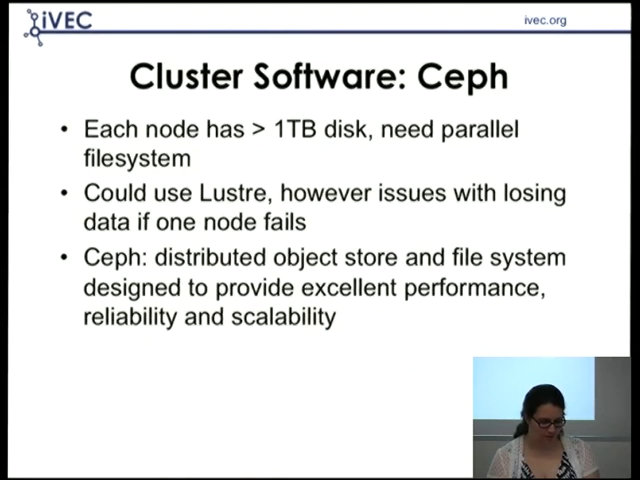 iVEC
ivec.org
Cluster Software: Ceph
• Each node has > 1TB disk, need parallel
filesystem
• Could use Lustre, however issues with losing
data if one node fails
• Ceph: distributed object store and file system
designed to provide excellent performance,
reliability and scalability